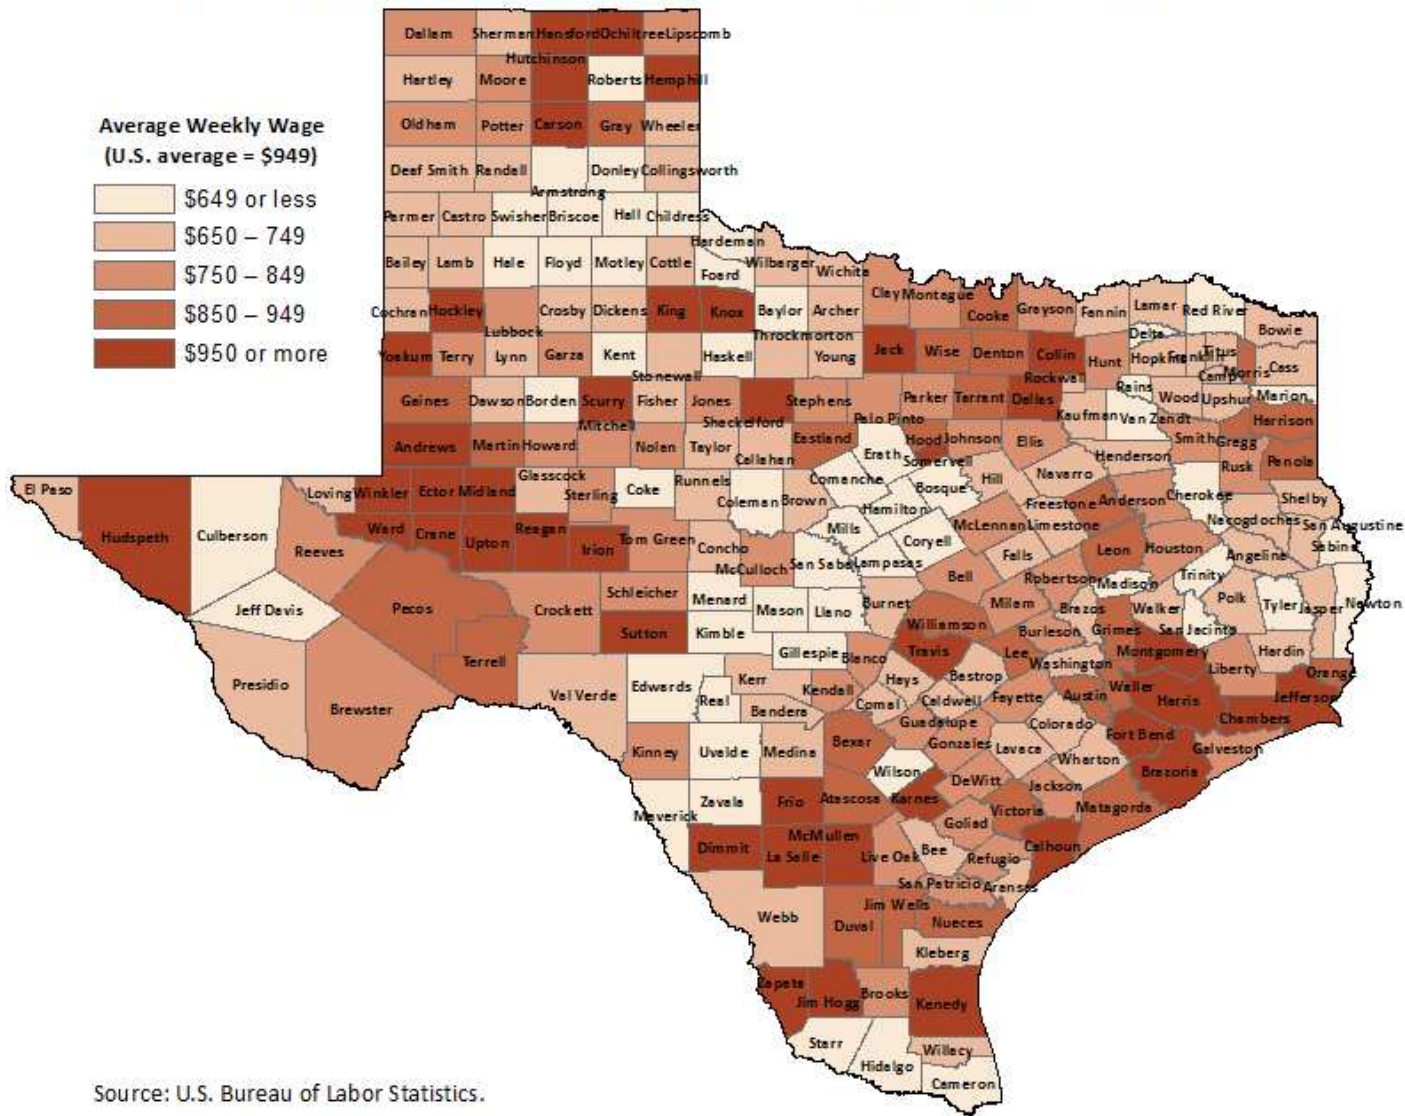 Dallam Sherman Hansford Ochiltree Lipscomb
Hutchinson
Hartley Moore Roberts Hemphill
Average Weekly Wage
(U.S. average = $949)
$649 or less
$650 – 749
$750 – 849
$850 – 949
$950 or more
Oldham Potter Carson Gray Wheeler
Deaf Smith Randall Donley Collingsworth
Armstrong
Parmer Castro Swisher Briscoe Hall Childress
Hardeman
Bailey Lamb Hale Floyd Motley Cottle Foard Wilbarger Wichita
Clay Montague Cooke Grayson Fannin Lamar Red River Bowie
Cochran Hockley Crosby Dickens King Knox Baylor Archer
Lubbock Throckmorton Delta
Yoakum Terry Lynn Garza Kent Haskell Young Jack Wise Denton Collin Hunt Hopkins Franklin Titus Morris Cass
Stonewall Rockwall Rains Camp
Gaines Dawson Borden Scurry Fisher Jones Stephens Parker Tarrant Dallas Wood Upshur Marion
Mitchell Shackelford Palo Pinto Kaufman Van Zandt Harrison
Andrews Martin Howard Nolan Taylor Callahan Eastland Hood Johnson Ellis Smith Gregg
Erath Somervell Henderson Rusk Panola
El Paso Loving Winkler Ector Midland Glasscock Sterling Coke Runnels Coleman Brown Comanche Bosque Hill Navarro
Hamilton Freestone Anderson Cherokee Shelby
Hudspeth Culberson Reeves Ward Crane Upton Reagan Irion Tom Green Concho Mills McLennan Limestone Nacogdoches San Augustine
McCulloch San Saba Lampasas Coryell Falls Leon Houston Angelina Sabine
Jeff Davis Pecos Crockett Schleicher Menard Mason Llano Burnet Bell Robertson Madison Trinity
Milam Brazos Walker Polk Tyler Jasper Newton
Sutton Kimble Williamson Burleson Grimes San Jacinto
Gillespie Blanco Travis Lee Washington Montgomery Hardin
Presidio Terrell Val Verde Edwards Real Kerr Kendall Hays Bastrop Liberty Orange
Brewster Bandera Comal Caldwell Fayette Austin Waller Harris Jefferson
Guadalupe Colorado Chambers
Kinney Uvalde Medina Bexar Gonzales Lavaca Fort Bend Galveston
Wilson Wharton Brazoria
Maverick Zavala Frio Atascosa Karnes DeWitt Jackson Matagorda
Goliad Victoria
Dimmit La Salle McMullen Live Oak Bee Refugio Calhoun
San Patricio Aransas
Webb Duval Jim Wells Nueces
Kleberg
Zapata Jim Hogg Brooks Kenedy
Starr Hidalgo Willacy
Cameron
Source: U.S. Bureau of Labor Statistics.